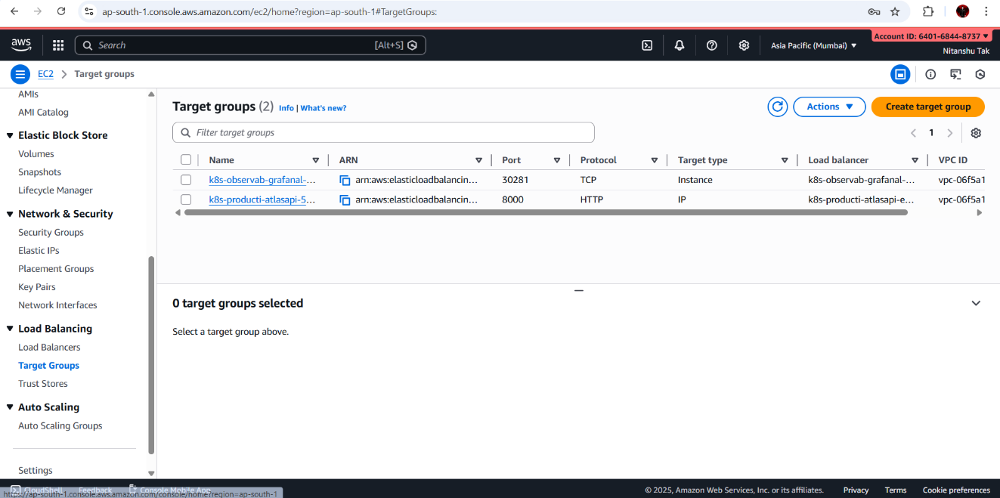 ap-south-1.console.aws.amazon.com/ec2/home?region=ap-south-1#TargetGroups:
aws
Search [Alt+S]
Asia Pacific (Mumbai) ▼
Account ID: 6401-6844-8737 ▼
Nitanshu Tak
EC2 > Target groups
AMIs
AMI Catalog
Elastic Block Store
Volumes
Snapshots
Lifecycle Manager
Network & Security
Security Groups
Elastic IPs
Placement Groups
Key Pairs
Network Interfaces
Load Balancing
Load Balancers
Target Groups
Trust Stores
Auto Scaling
Auto Scaling Groups
Settings
Target groups (2) Info | What's new?
Actions ▼
Create target group
Filter target groups
1
Name ARN Port Protocol Target type Load balancer VPC ID
k8s-observab-grafanal-... arn:aws:elasticloadbalancin... 30281 TCP Instance k8s-observab-grafanal-... vpc-06f5a1
k8s-producti-atlasapi-5... arn:aws:elasticloadbalancin... 8000 HTTP IP k8s-producti-atlasapi-e... vpc-06f5a1
0 target groups selected
Select a target group above.
CloudShell Feedback Console Mobile App
https://ap-south-1.console.aws.amazon.com/console/home?region=ap-south-1
© 2025, Amazon Web Services, Inc. or its affiliates. Privacy Terms Cookie preferences